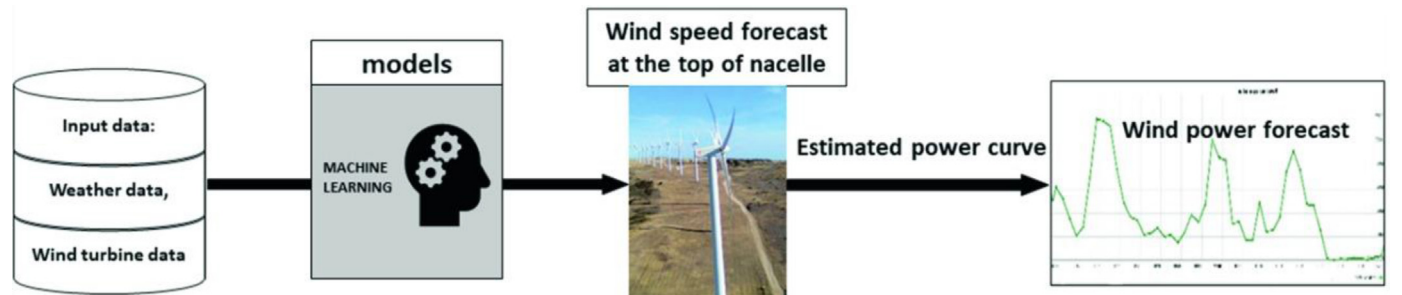 Input data:
Weather data,
Wind turbine data
models
MACHINE
LEARNING
Wind speed forecast
at the top of nacelle
Estimated power curve
Wind power forecast